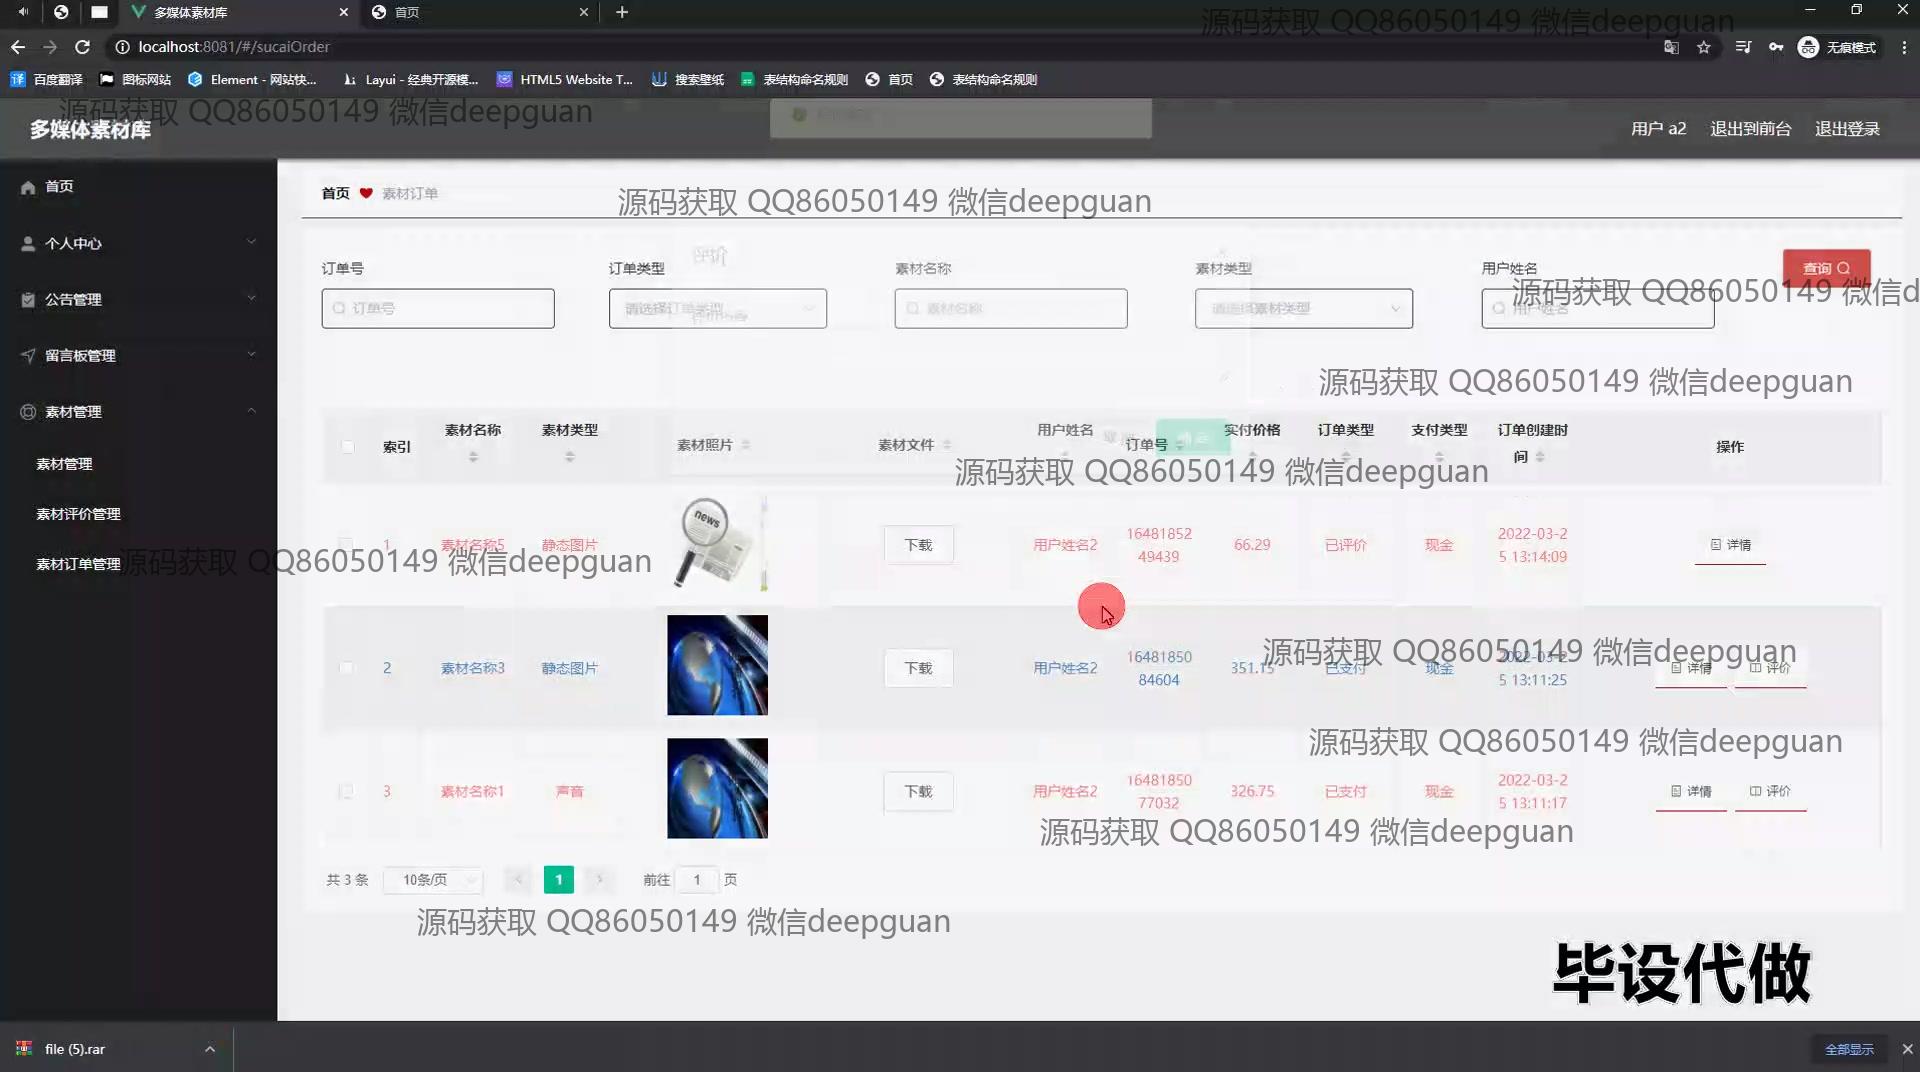 多媒体素材库
首页
localhost:8081/#/sucaiOrder
无痕模式
百度翻译
图标网站
Element - 网站快...
Layui - 经典开源模...
HTML5 Website T...
搜索壁纸
表结构命名规则
首页
表结构命名规则
源码获取 QQ86050149 微信deepguan
源码获取 QQ86050149 微信deepguan
多媒体素材库
用户 a2
退出到前台
退出登录
首页
个人中心
公告管理
留言板管理
素材管理
素材管理
素材评价管理
素材订单管理
首页 素材订单
源码获取 QQ86050149 微信deepguan
评价
订单号
订单类型
素材名称
素材类型
用户姓名
查询
订单号
请选择订单类型
素材名称
请选择素材类型
用户姓名
源码获取 QQ86050149 微信d
源码获取 QQ86050149 微信deepguan
索引 素材名称 素材类型 素材照片 素材文件 用户姓名 订单号 实付价格 订单类型 支付类型 订单创建时间 操作
源码获取 QQ86050149 微信deepguan
news
1 素材名称5 静态图片 下载 用户姓名2 1648185249439 66.29 已评价 现金 2022-03-25 13:14:09 详情
源码获取 QQ86050149 微信deepguan
2 素材名称3 静态图片 下载 用户姓名2 1648185084604 351.15 已支付 现金 2022-03-25 13:11:25 详情 评价
源码获取 QQ86050149 微信deepguan
源码获取 QQ86050149 微信deepguan
3 素材名称1 声音 下载 用户姓名2 1648185077032 326.75 已支付 现金 2022-03-25 13:11:17 详情 评价
源码获取 QQ86050149 微信deepguan
共 3 条 10条/页 1 前往 1 页
源码获取 QQ86050149 微信deepguan
毕设代做
file (5).rar
全部显示